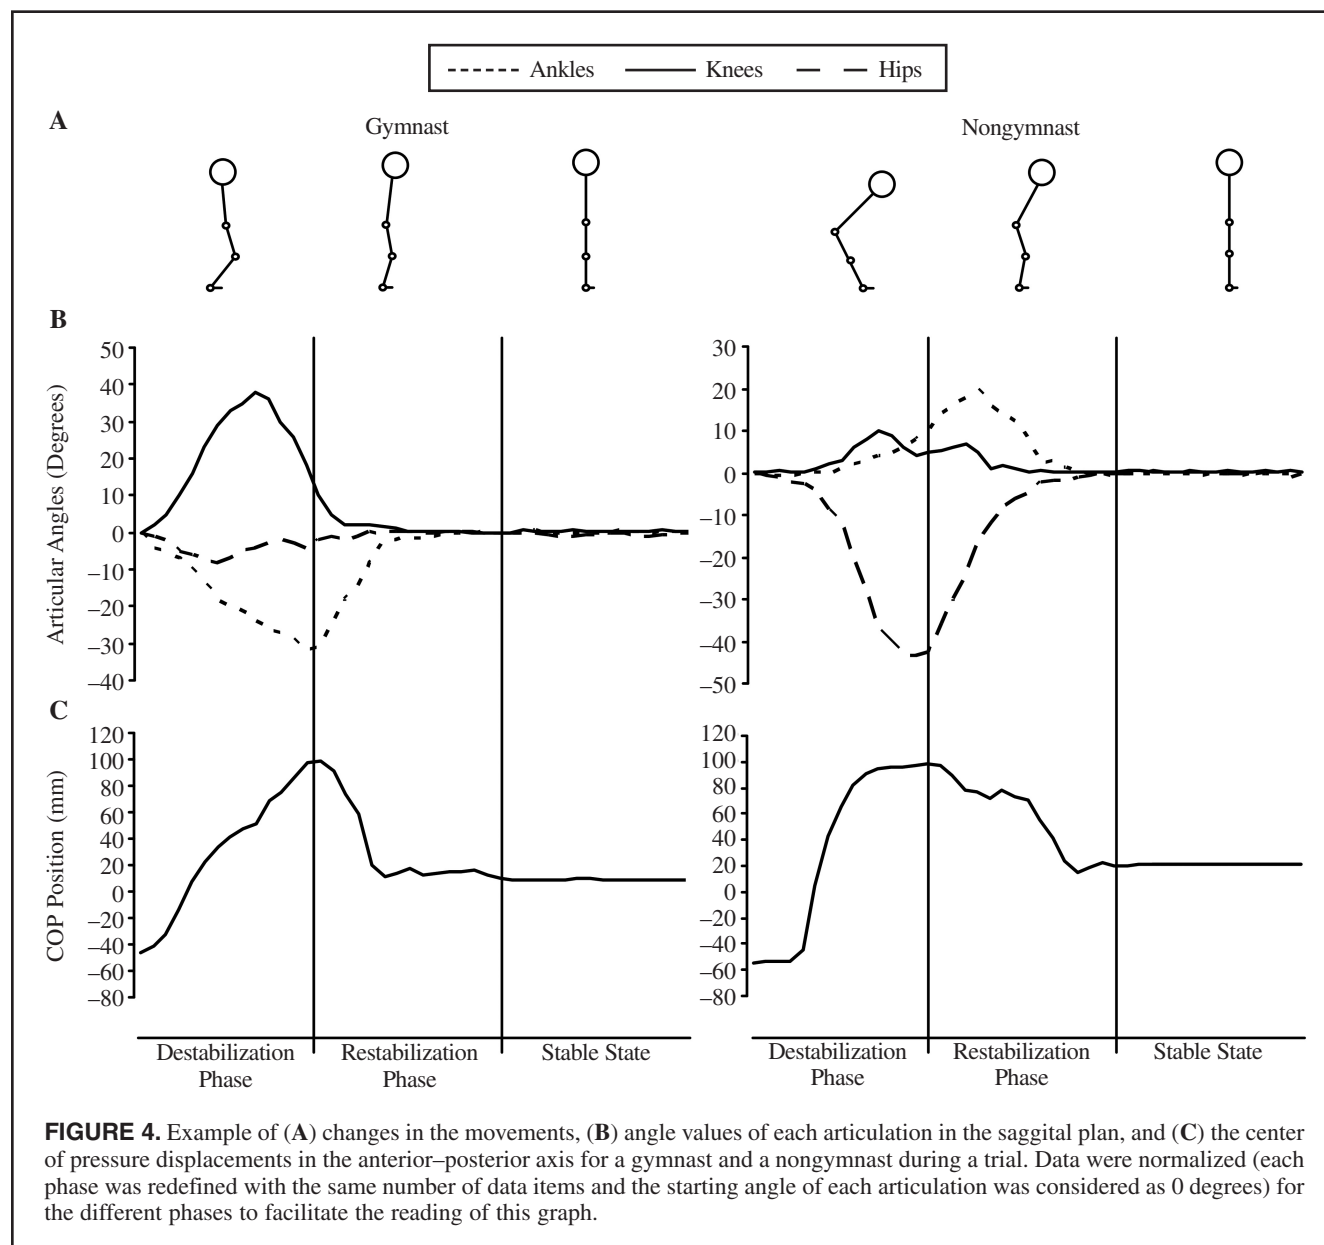 Ankles Knees Hips
A
Gymnast Nongymnast
B
Articular Angles (Degrees)
50
40
30
20
10
0
–10
–20
–30
–40
30
20
10
0
–10
–20
–30
–40
–50
C
COP Position (mm)
120
100
80
60
40
20
0
–20
–40
–60
–80
120
100
80
60
40
20
0
–20
–40
–60
–80
Destabilization
Phase
Restabilization
Phase
Stable State
Destabilization
Phase
Restabilization
Phase
Stable State
FIGURE 4. Example of (A) changes in the movements, (B) angle values of each articulation in the saggital plan, and (C) the center
of pressure displacements in the anterior–posterior axis for a gymnast and a nongymnast during a trial. Data were normalized (each
phase was redefined with the same number of data items and the starting angle of each articulation was considered as 0 degrees) for
the different phases to facilitate the reading of this graph.